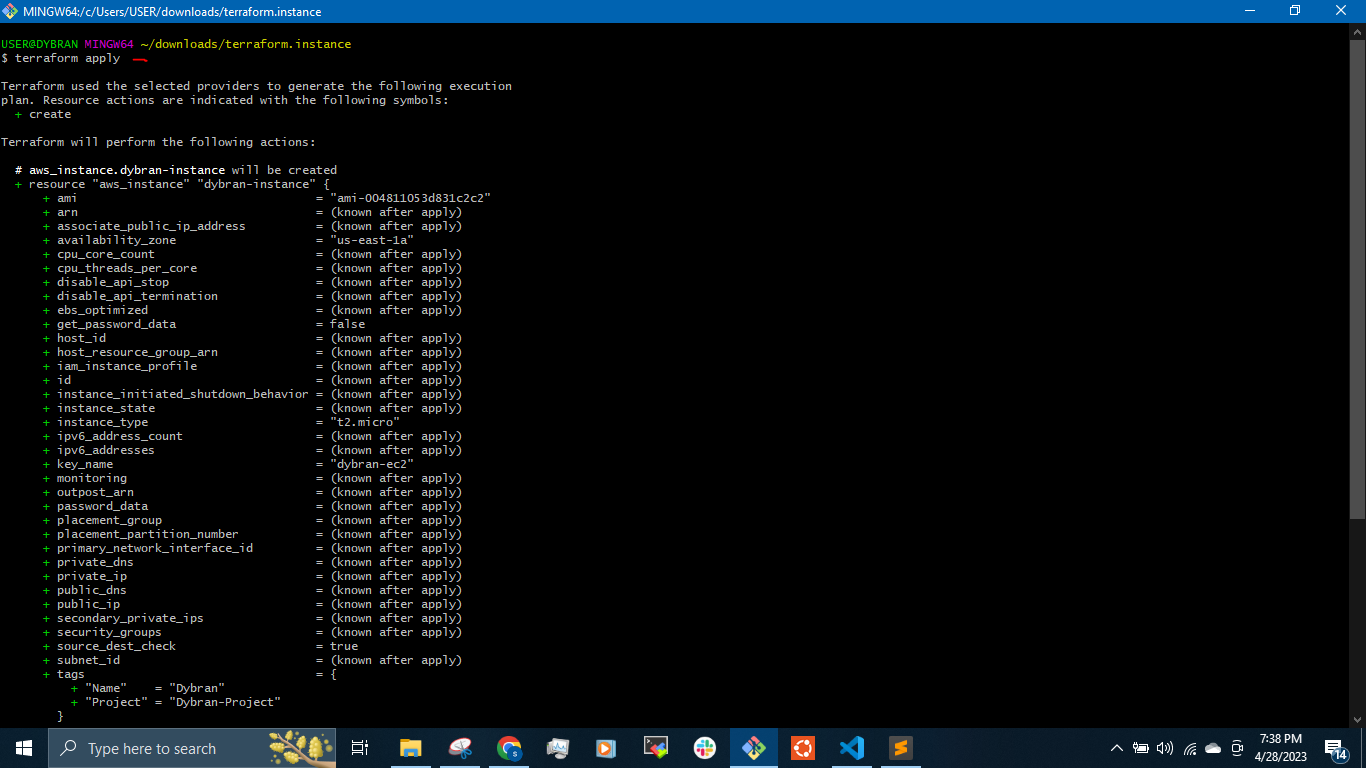 MINGW64:/c/Users/USER/downloads/terraform.instance
USER@DYBRAN MINGW64 ~/downloads/terraform.instance
$ terraform apply
Terraform used the selected providers to generate the following execution
plan. Resource actions are indicated with the following symbols:
+ create
Terraform will perform the following actions:
# aws_instance.dybran-instance will be created
+ resource "aws_instance" "dybran-instance" {
+ ami = "ami-004811053d831c2c2"
+ arn = (known after apply)
+ associate_public_ip_address = (known after apply)
+ availability_zone = "us-east-1a"
+ cpu_core_count = (known after apply)
+ cpu_threads_per_core = (known after apply)
+ disable_api_stop = (known after apply)
+ disable_api_termination = (known after apply)
+ ebs_optimized = (known after apply)
+ get_password_data = false
+ host_id = (known after apply)
+ host_resource_group_arn = (known after apply)
+ iam_instance_profile = (known after apply)
+ id = (known after apply)
+ instance_initiated_shutdown_behavior = (known after apply)
+ instance_state = (known after apply)
+ instance_type = "t2.micro"
+ ipv6_address_count = (known after apply)
+ ipv6_addresses = (known after apply)
+ key_name = "dybran-ec2"
+ monitoring = (known after apply)
+ outpost_arn = (known after apply)
+ password_data = (known after apply)
+ placement_group = (known after apply)
+ placement_partition_number = (known after apply)
+ primary_network_interface_id = (known after apply)
+ private_dns = (known after apply)
+ private_ip = (known after apply)
+ public_dns = (known after apply)
+ public_ip = (known after apply)
+ secondary_private_ips = (known after apply)
+ security_groups = (known after apply)
+ source_dest_check = true
+ subnet_id = (known after apply)
+ tags = {
+ "Name" = "Dybran"
+ "Project" = "Dybran-Project"
}
Type here to search
7:38 PM
4/28/2023
14